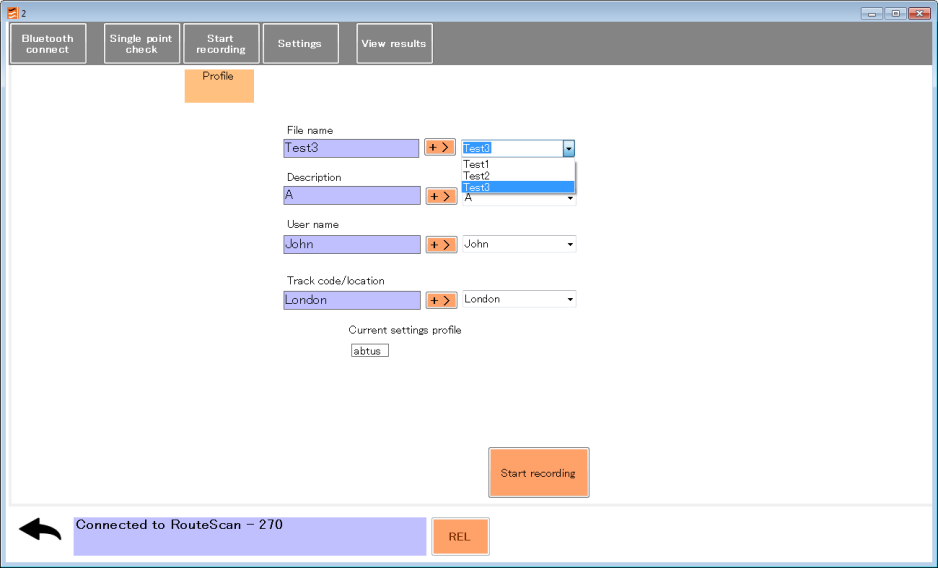 2
Bluetooth
connect
Single point
check
Start
recording
Settings
View results
Profile
File name
Test3
+ >
Test3
Test1
Test2
Test3
Description
A
+ >
A
User name
John
+ >
John
Track code/location
London
+ >
London
Current settings profile
abtus
Start recording
Connected to RouteScan - 270
REL